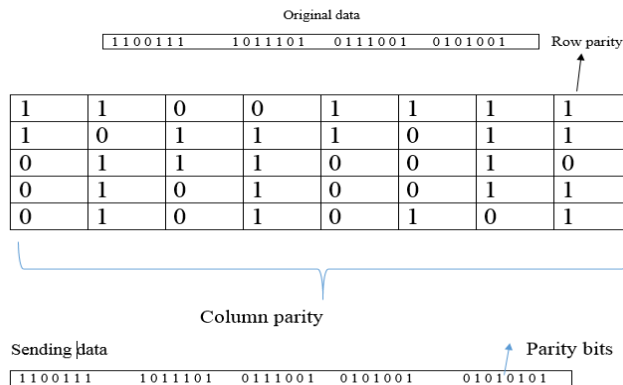 Original data
1100111 1011101 0111001 0101001 Row parity
1 1 0 0 1 1 1 1
1 0 1 1 1 0 1 1
0 1 1 1 0 0 1 0
0 1 0 1 0 0 1 1
0 1 0 1 0 1 0 1
Column parity
Sending data Parity bits
1100111 1011101 0111001 0101001 01010101